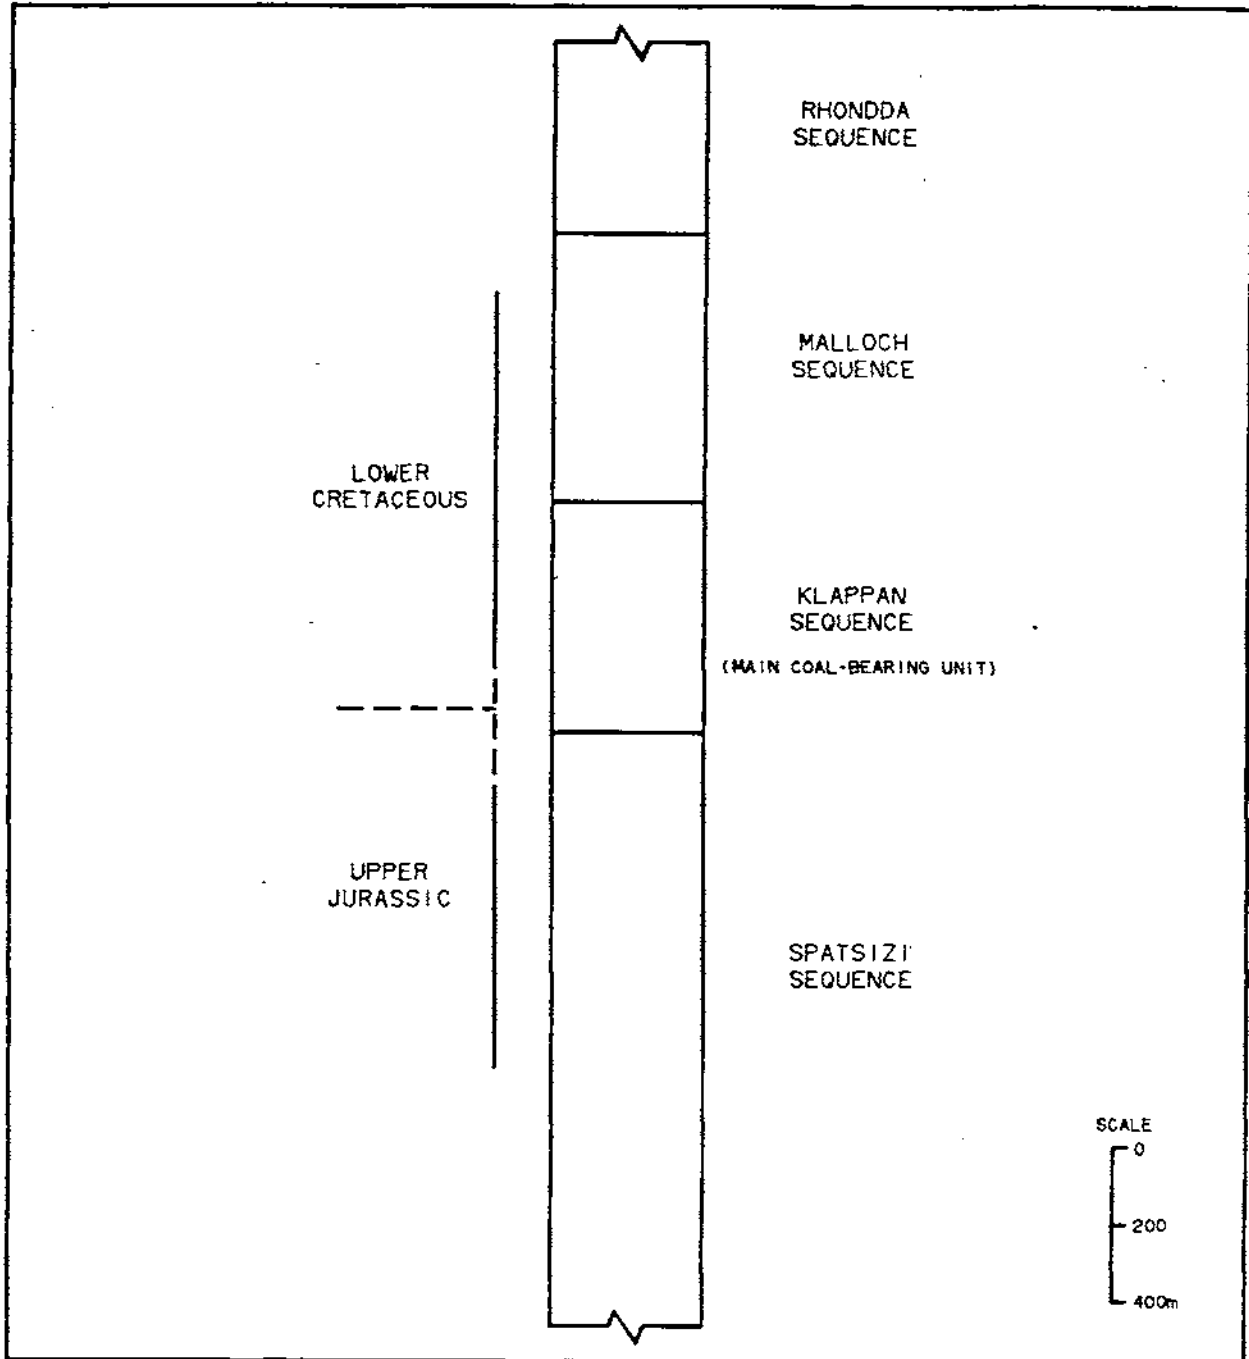 RHONDDA
SEQUENCE
MALLOCH
SEQUENCE
LOWER
CRETACEOUS
KLAPPAN
SEQUENCE
(MAIN COAL-BEARING UNIT)
UPPER
JURASSIC
SPATSIZI
SEQUENCE
SCALE
0
200
400m